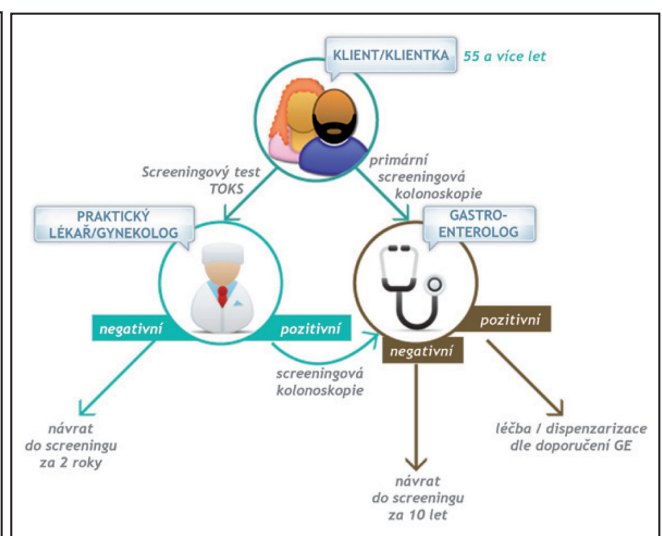 KLIENT/KLIENTKA
55 a více let
Screeningový test
TOKS
primární
screeningová
kolonoskopie
PRAKTICKÝ
LÉKAŘ/GYNEKOLOG
GASTRO-
ENTEROLOG
negativní
pozitivní
screeningová
kolonoskopie
negativní
pozitivní
návrat
do screeningu
za 2 roky
návrat
do screeningu
za 10 let
léčba / dispenzarizace
dle doporučení GE